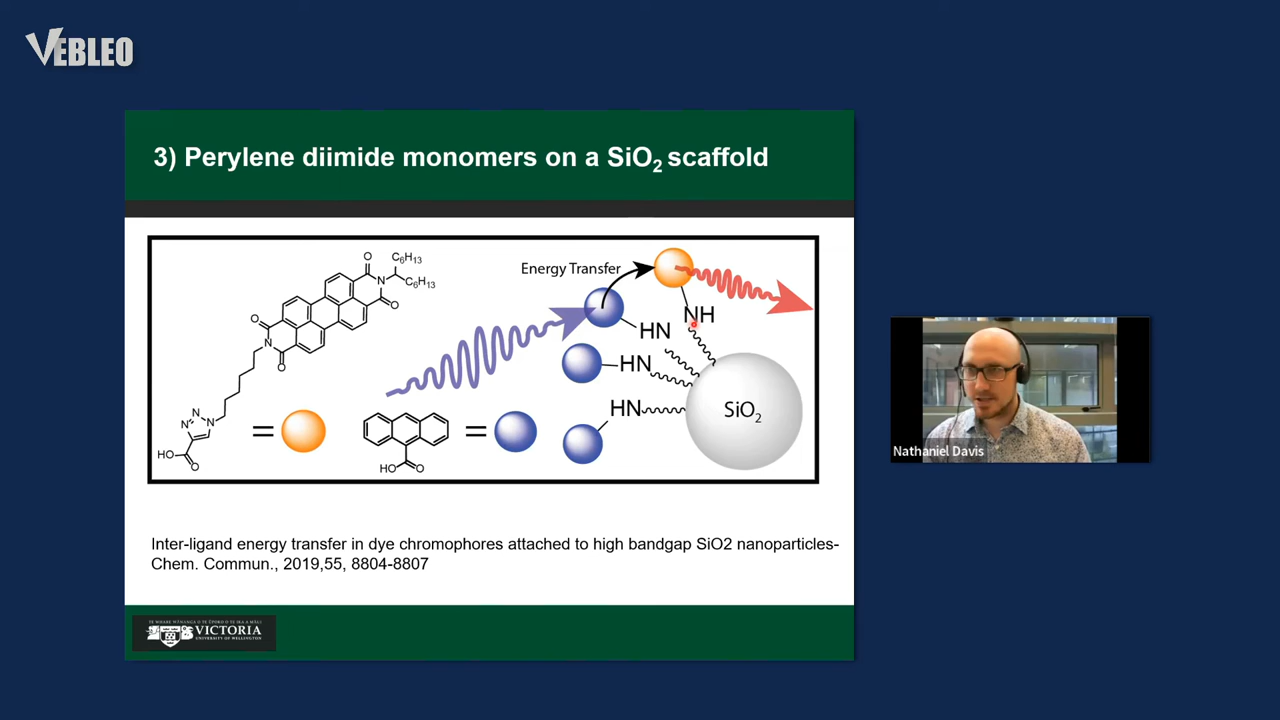 VEBLEO
3) Perylene diimide monomers on a SiO2 scaffold
O
C6H13
N
C6H13
O
O
N
O
N
N
N
HO
O
=
HO
O
=
Energy Transfer
NH
HN
HN
HN
SiO2
Inter-ligand energy transfer in dye chromophores attached to high bandgap SiO2 nanoparticles-
Chem. Commun., 2019,55, 8804-8807
Nathaniel Davis
VICTORIA
UNIVERSITY OF WELLINGTON